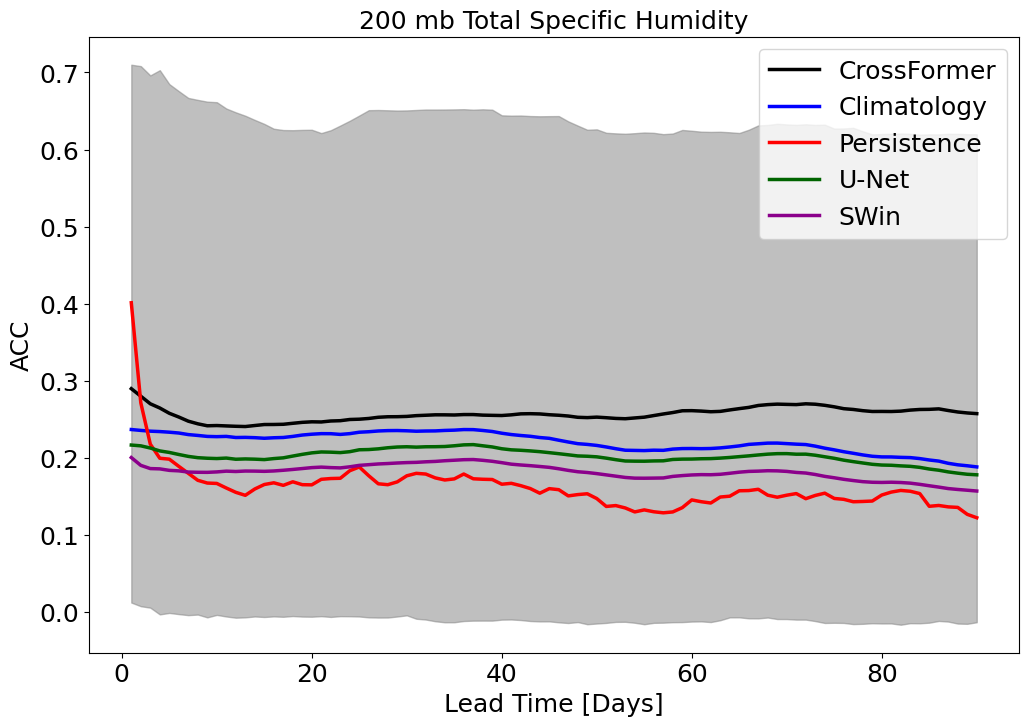 200 mb Total Specific Humidity
CrossFormer
Climatology
Persistence
U-Net
SWin
ACC
0.7
0.6
0.5
0.4
0.3
0.2
0.1
0.0
0 20 40 60 80
Lead Time [Days]